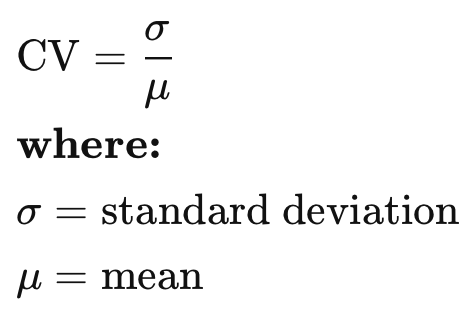 CV = σ/μ
where:
σ = standard deviation
μ = mean